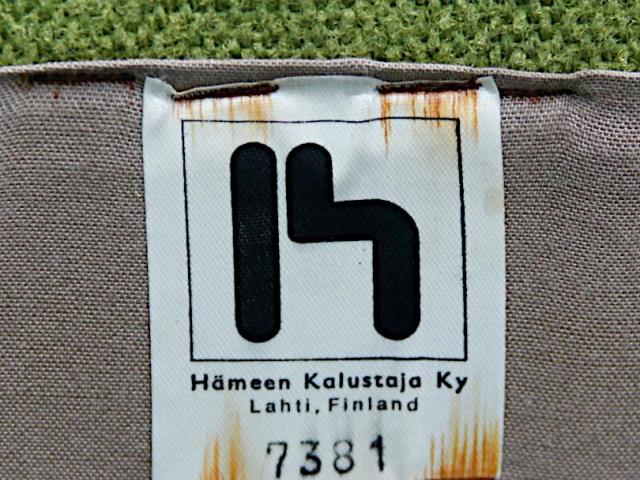 Hämeen Kalustaja Ky
Lahti, Finland
7381